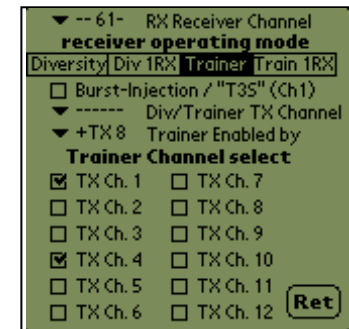 -- 61- RX Receiver Channel
receiver operating mode
Diversity Div 1RX Trainer Train 1RX
Burst-Injection / "T3S" (Ch1)
------ Div/Trainer TX Channel
+TX 8 Trainer Enabled by
Trainer Channel select
TX Ch. 1 TX Ch. 7
TX Ch. 2 TX Ch. 8
TX Ch. 3 TX Ch. 9
TX Ch. 4 TX Ch. 10
TX Ch. 5 TX Ch. 11
TX Ch. 6 TX Ch. 12 Ret